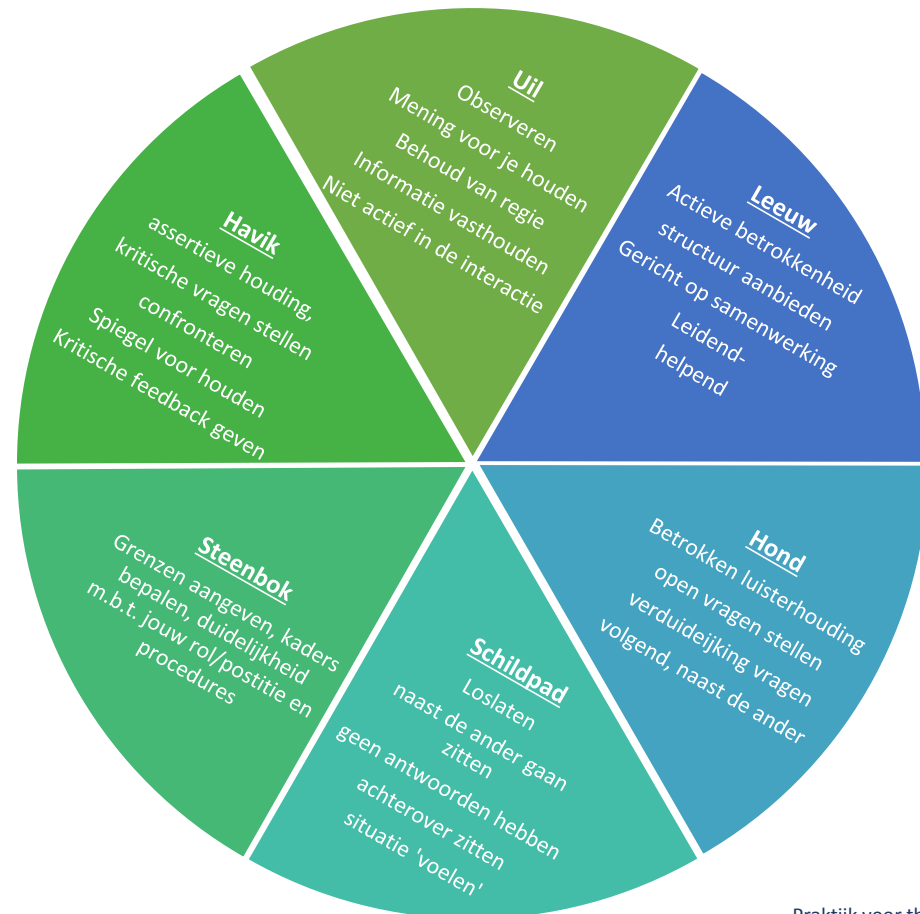 Uil
Observeren
Mening voor je houden
Behoud van regie
Informatie vasthouden
Niet actief in de interactie
Leeuw
Actieve betrokkenheid
structuur aanbieden
Gericht op samenwerking
Leidend-
helpend
Hond
Betrokken luisterhouding
open vragen stellen
verduideijking vragen
volgend, naast de ander
Schildpad
Loslaten
naast de ander gaan
zitten
geen antwoorden hebben
achterover zitten
situatie 'voelen'
Steenbok
Grenzen aangeven, kaders
bepalen, duidelijkheid
m.b.t. jouw rol/postitie en
procedures
Havik
assertieve houding,
kritische vragen stellen
confronteren
Spiegel voor houden
Kritische feedback geven
Praktijk voor